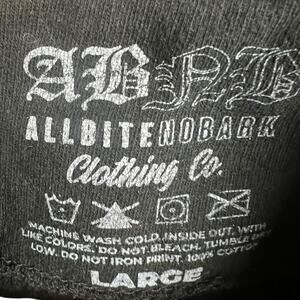 ABNB
ALLBITENOBARK
Clothing Co.
MACHINE WASH COLD. INSIDE OUT. WITH
LIKE COLORS. DO NOT BLEACH. TUMBLE DRY
LOW. DO NOT IRON PRINT. 100% COTTON
LARGE